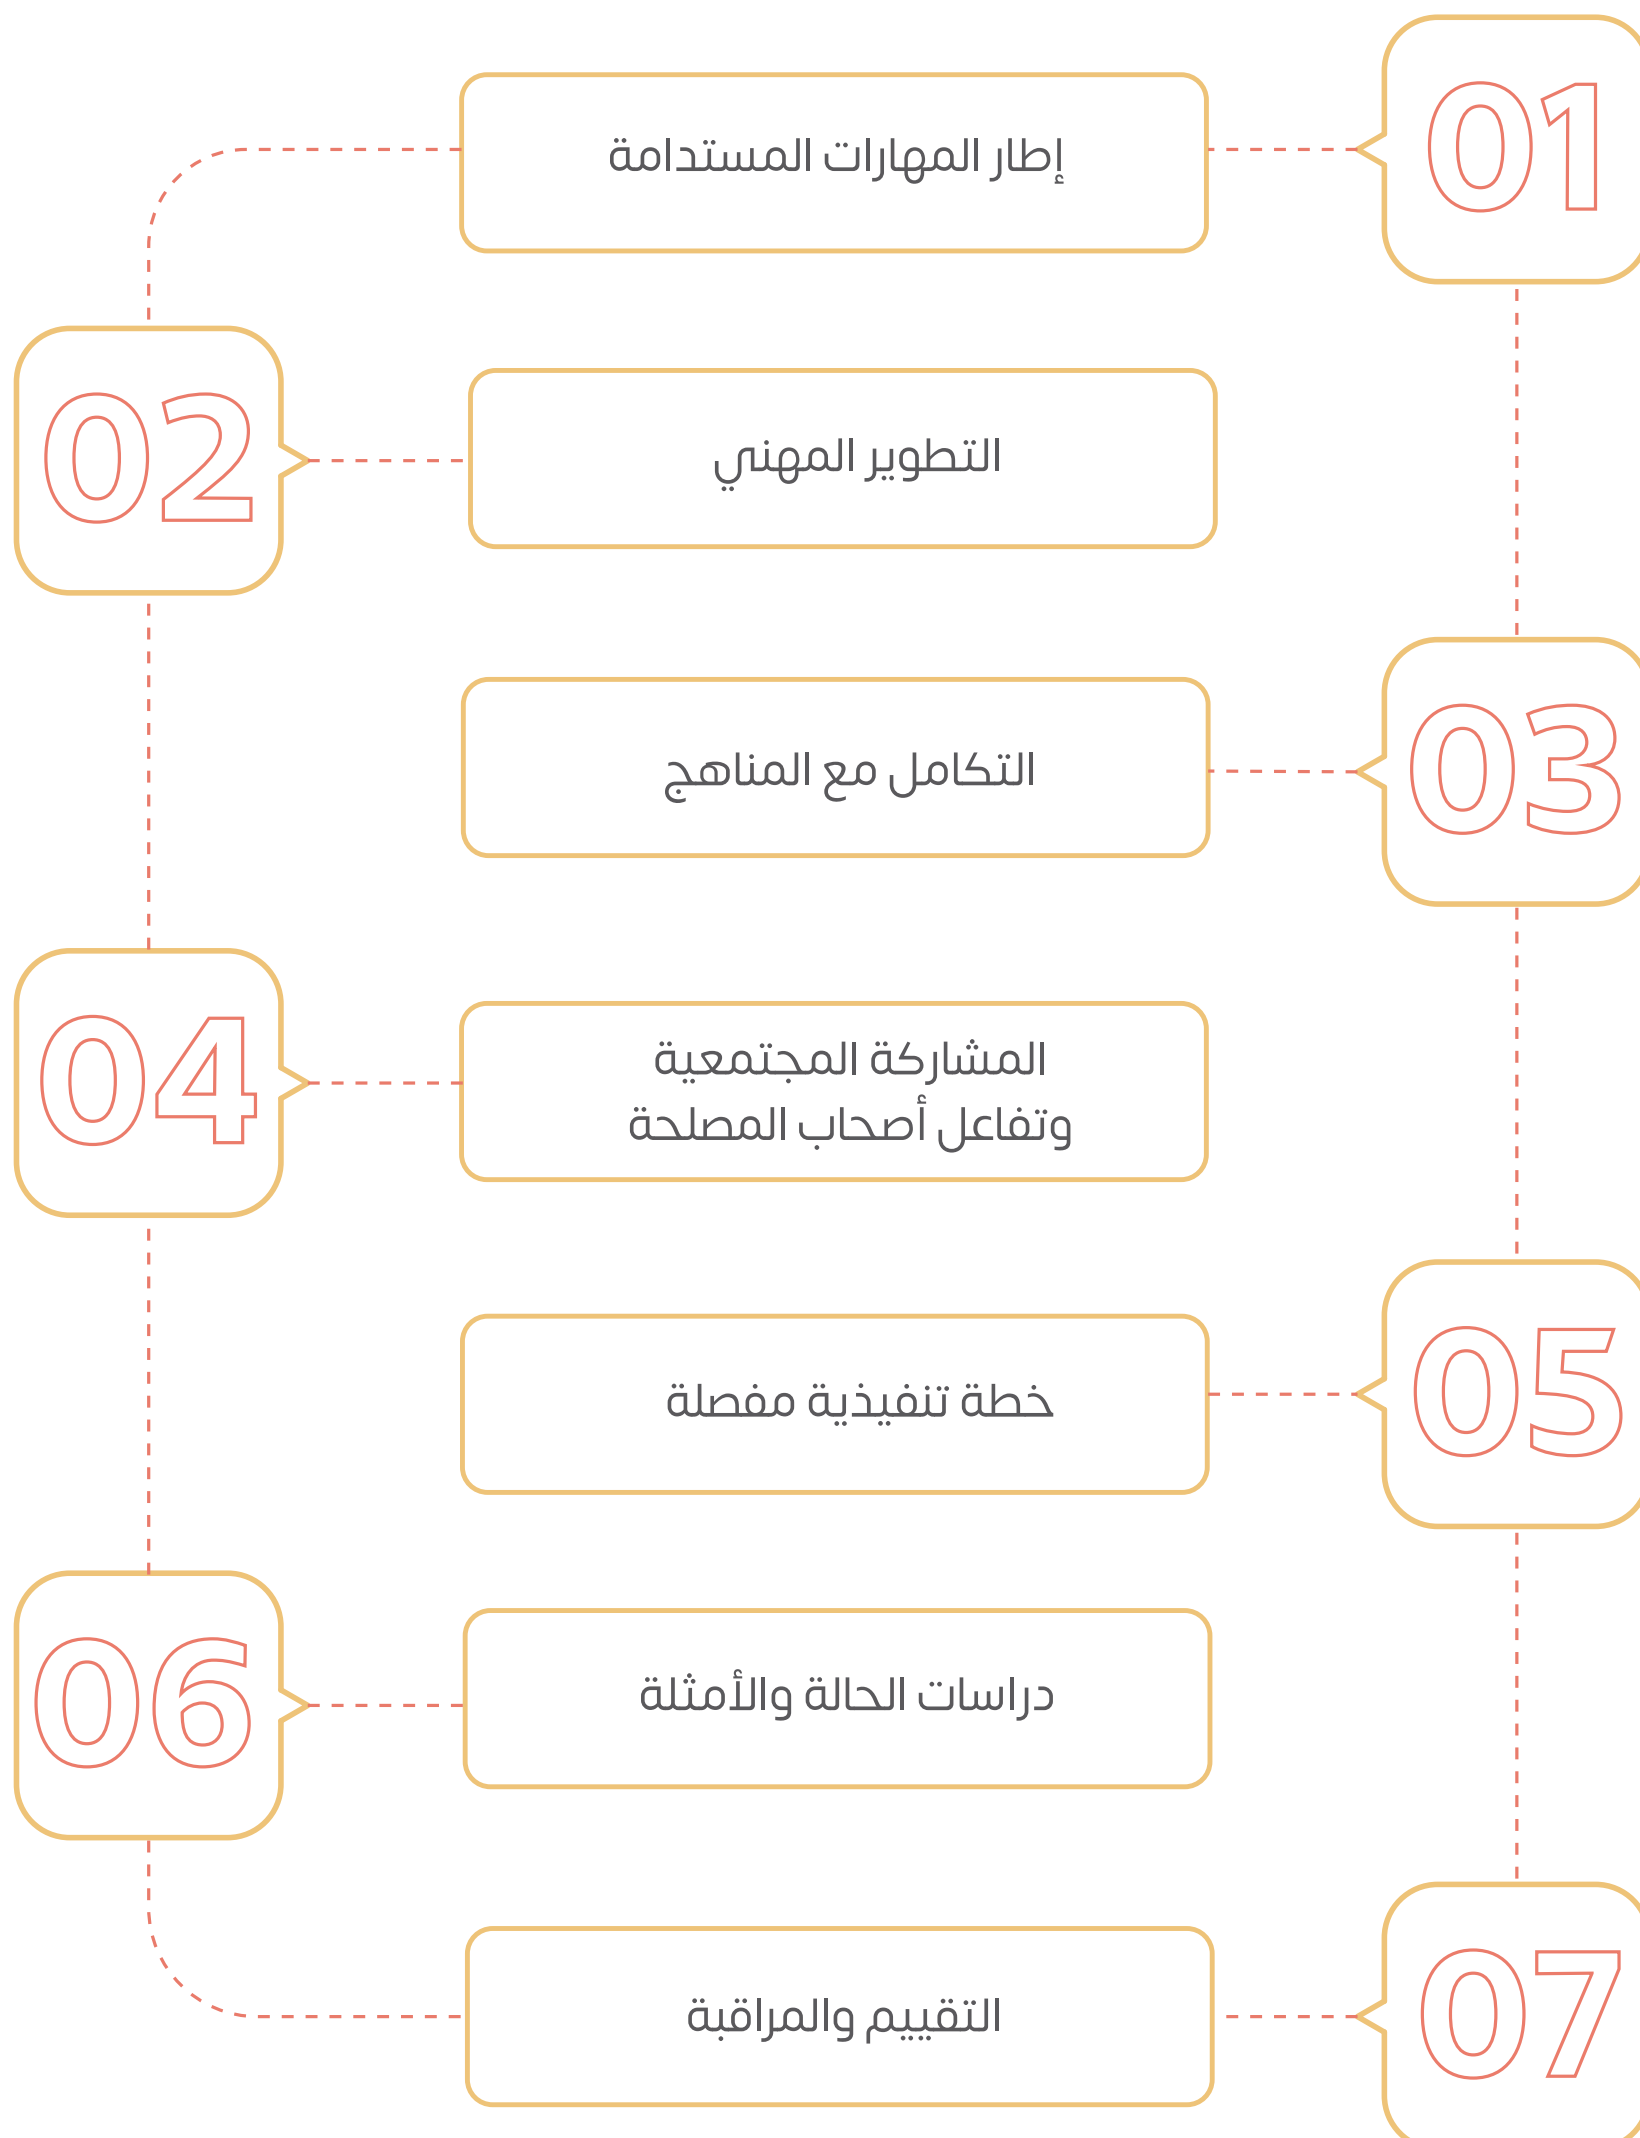 01
إطار المهارات المستدامة
02
التطوير المهني
03
التكامل مع المناهج
04
المشاركة المجتمعية
وتفاعل أصحاب المصلحة
05
خطة تنفيذية مفصلة
06
دراسات الحالة والأمثلة
07
التقييم والمراقبة